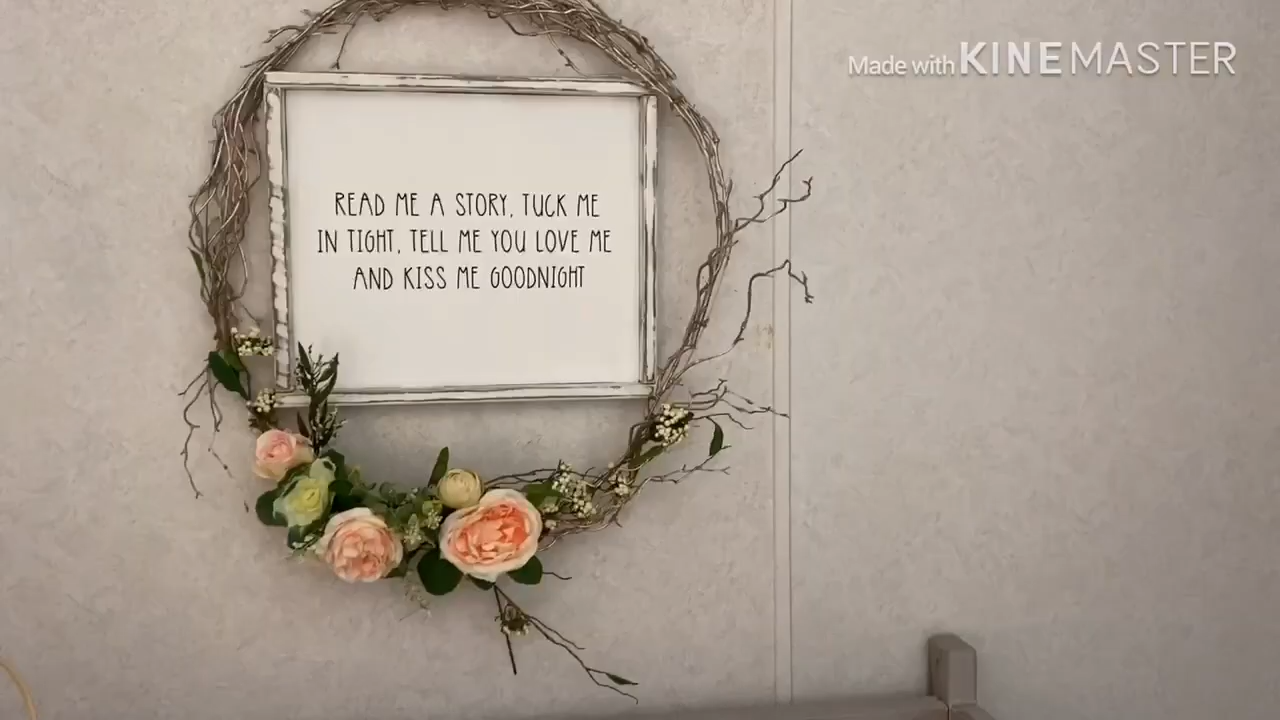 Made with KINEMASTER
READ ME A STORY, TUCK ME
IN TIGHT, TELL ME YOU LOVE ME
AND KISS ME GOODNIGHT